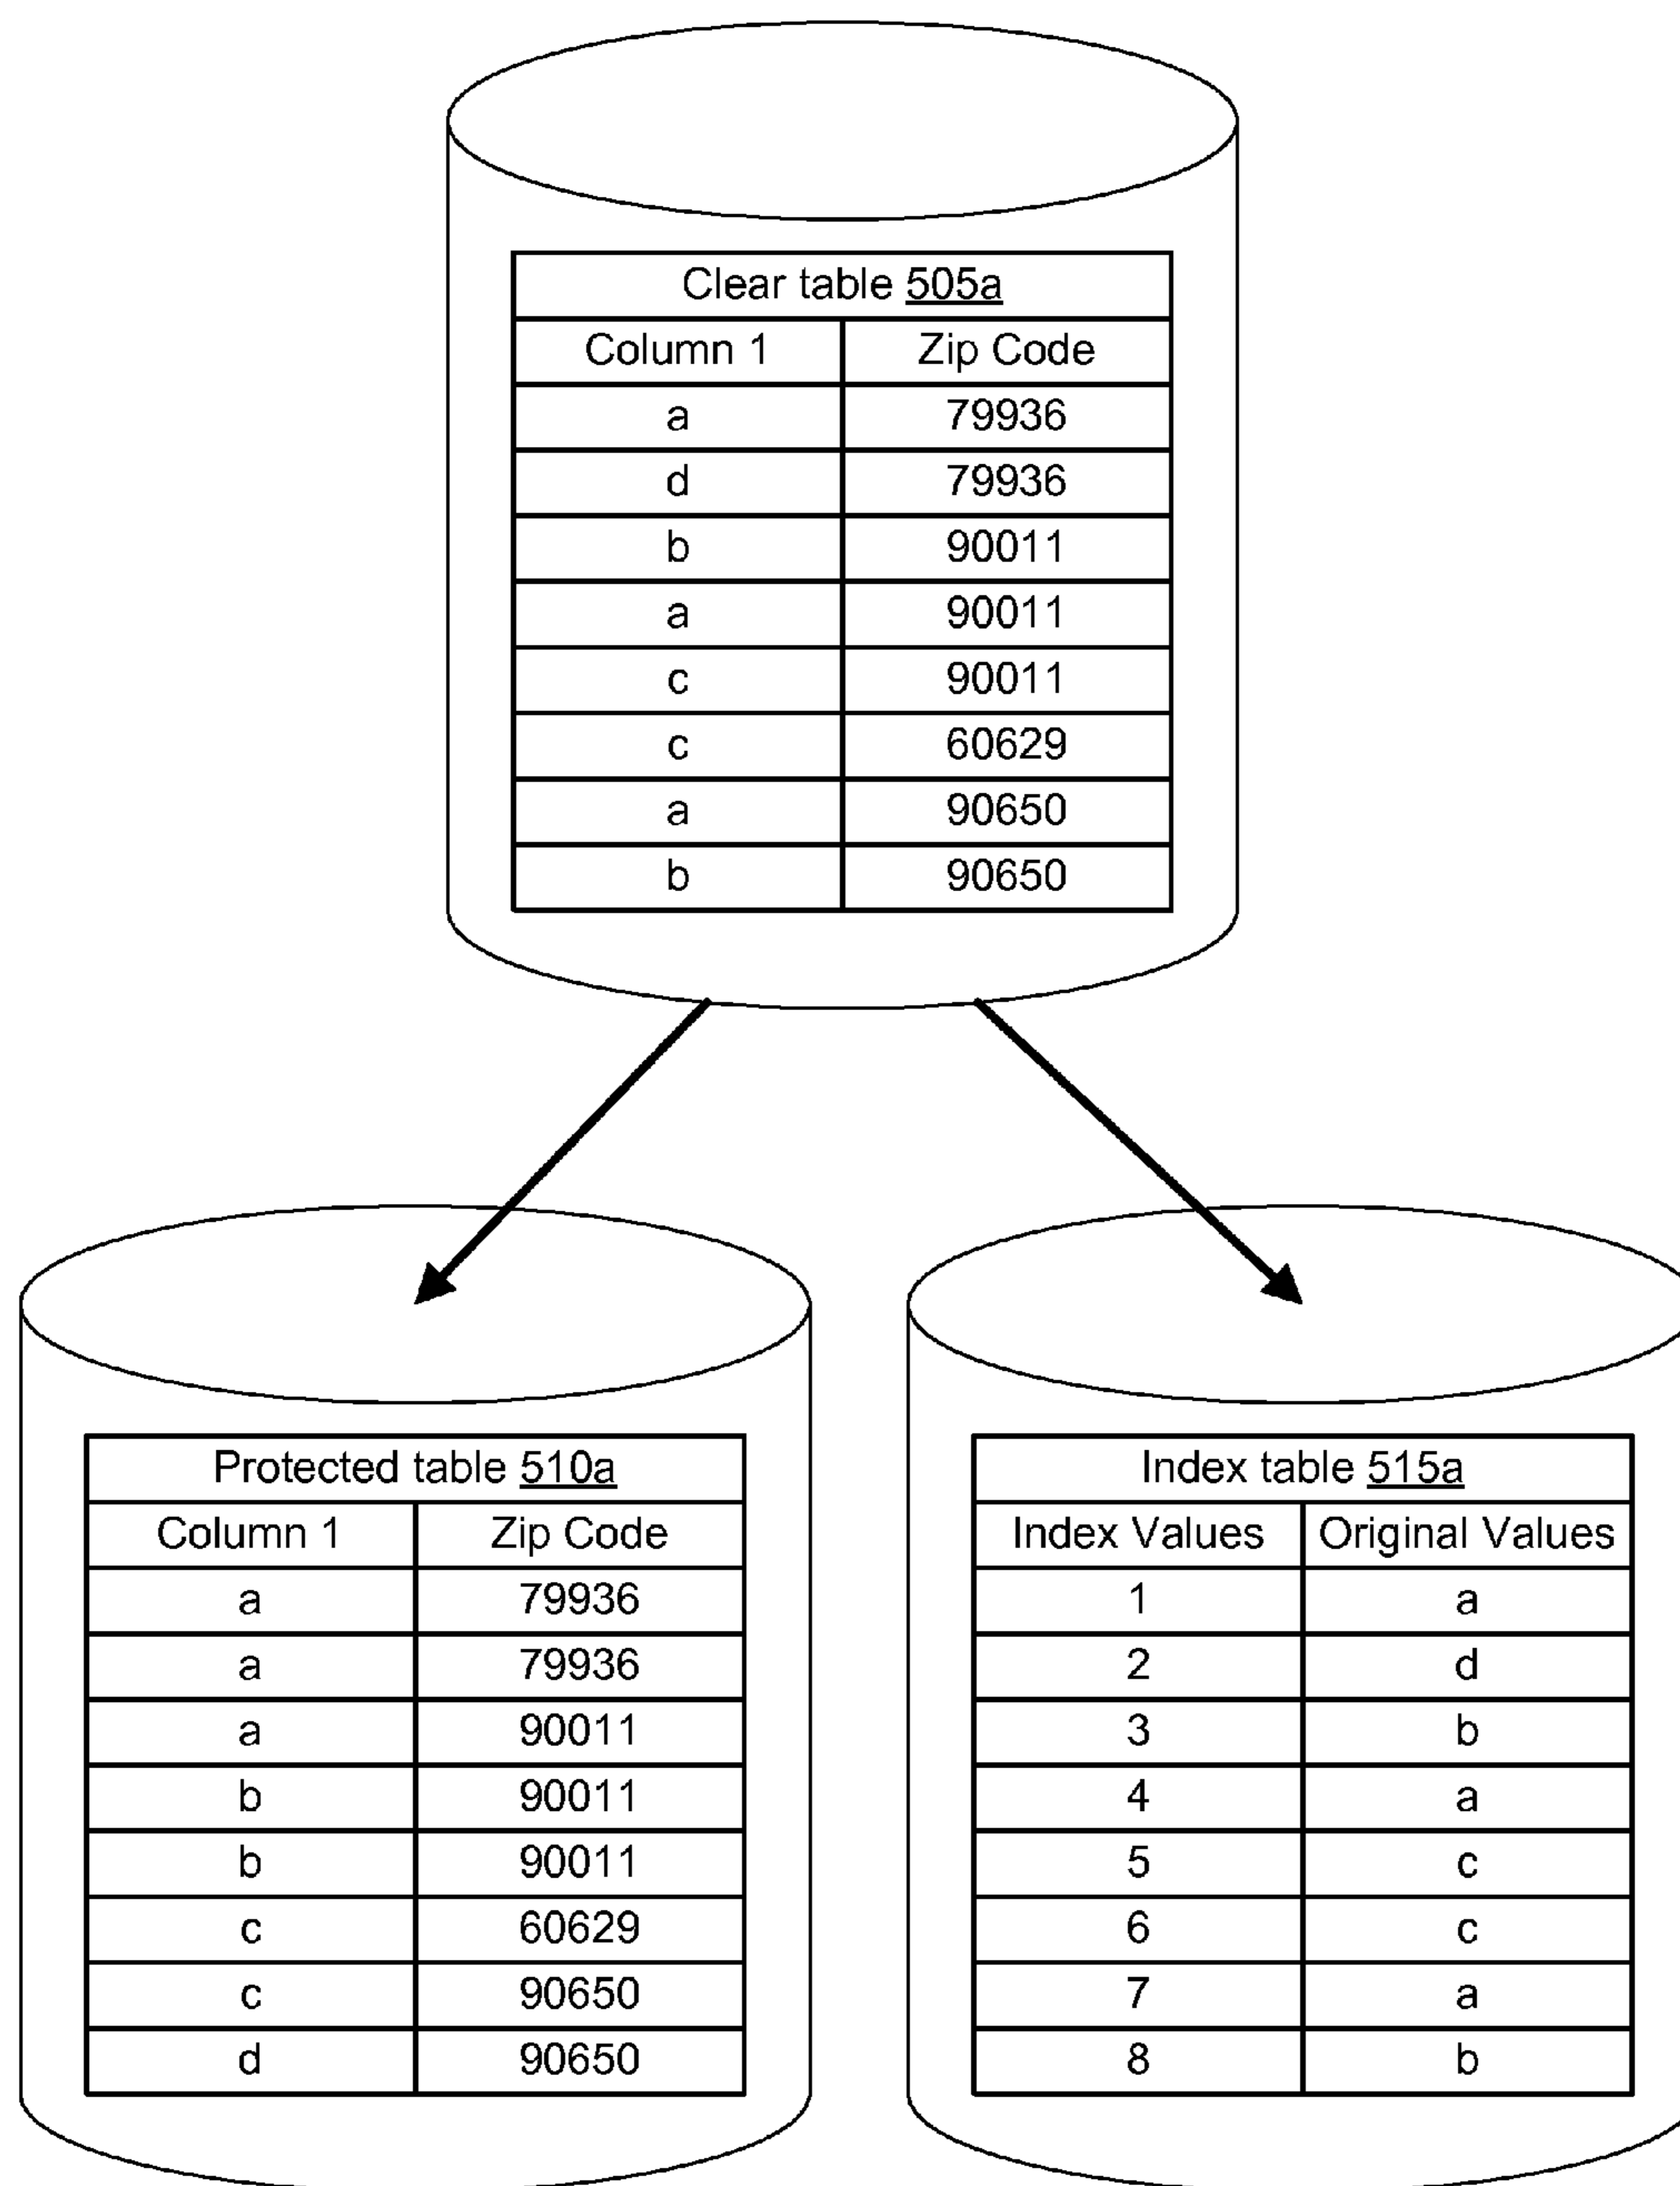 Clear table 505a
Column 1 Zip Code
a 79936
d 79936
b 90011
a 90011
c 90011
c 60629
a 90650
b 90650
Protected table 510a
Column 1 Zip Code
a 79936
a 79936
a 90011
b 90011
b 90011
c 60629
c 90650
d 90650
Index table 515a
Index Values Original Values
1 a
2 d
3 b
4 a
5 c
6 c
7 a
8 b